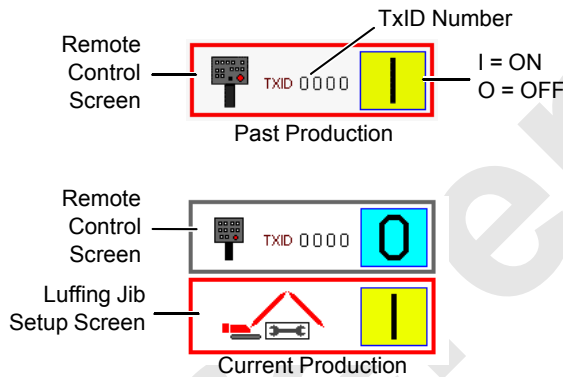 TxID Number
Remote
Control
Screen
TXID 0000
I
I = ON
O = OFF
Past Production
Remote
Control
Screen
TXID 0000
0
Luffing Jib
Setup Screen
I
Current Production